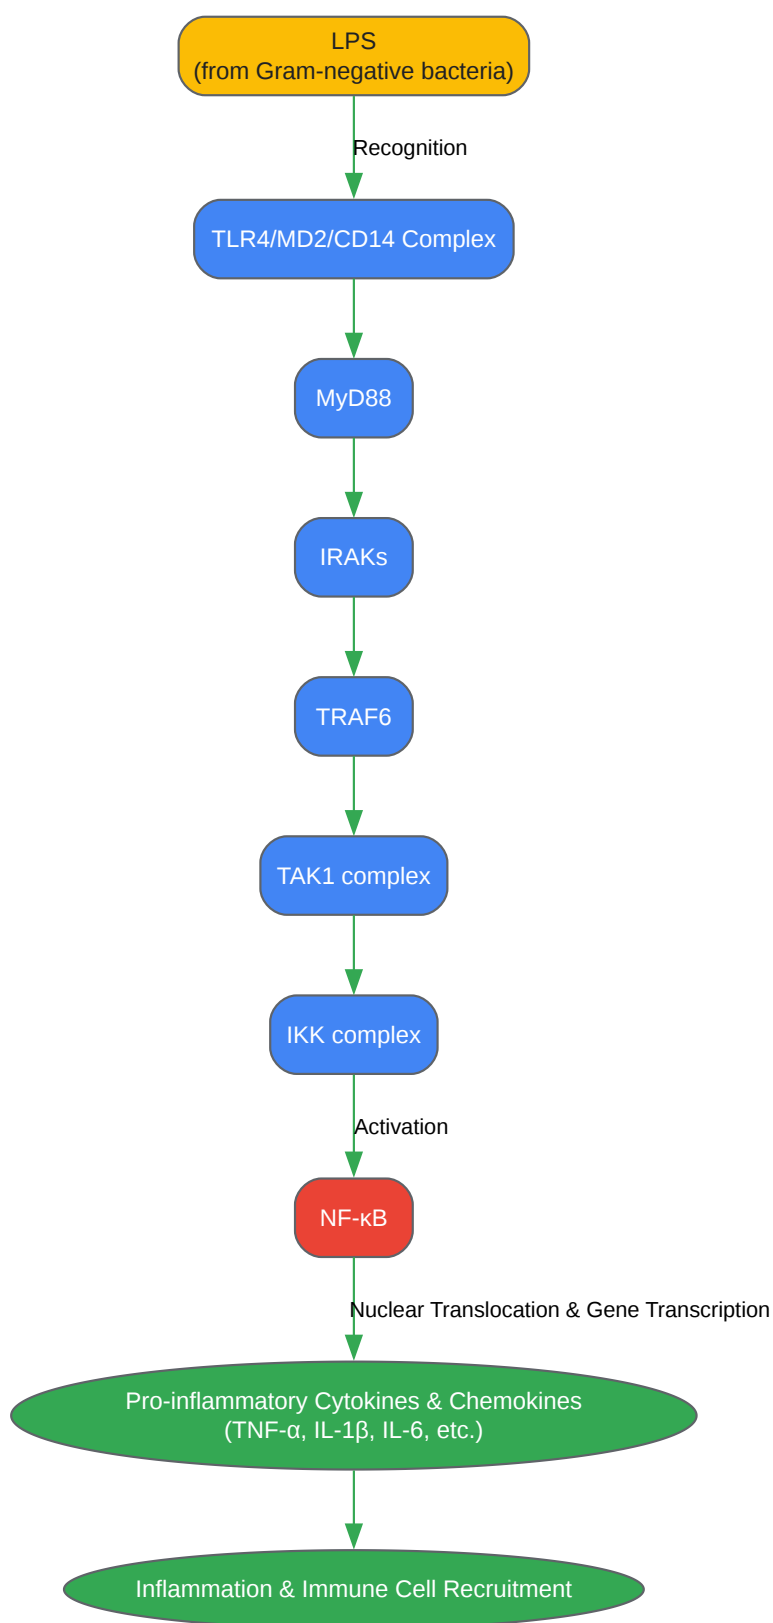 LPS
(from Gram-negative bacteria)
Recognition
TLR4/MD2/CD14 Complex
MyD88
IRAKs
TRAF6
TAK1 complex
IKK complex
Activation
NF-κB
Nuclear Translocation & Gene Transcription
Pro-inflammatory Cytokines & Chemokines
(TNF-α, IL-1β, IL-6, etc.)
Inflammation & Immune Cell Recruitment